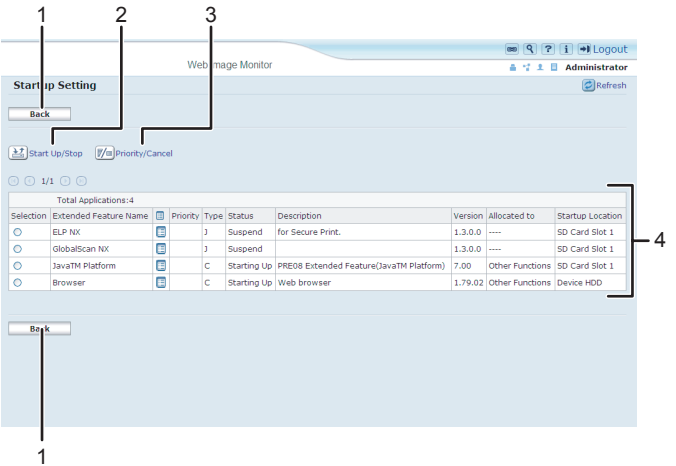 1 2 3
Logout
Web Image Monitor
Administrator
Startup Setting
Refresh
Back
Start Up/Stop Priority/Cancel
1/1
Total Applications:4
Selection Extended Feature Name Priority Type Status Description Version Allocated to Startup Location
ELP NX J Suspend for Secure Print. 1.3.0.0 ---- SD Card Slot 1
GlobalScan NX J Suspend 1.3.0.0 ---- SD Card Slot 1
JavaTM Platform C Starting Up PRE08 Extended Feature(JavaTM Platform) 7.00 Other Functions SD Card Slot 1
Browser C Starting Up Web browser 1.79.02 Other Functions Device HDD
4
Back
1